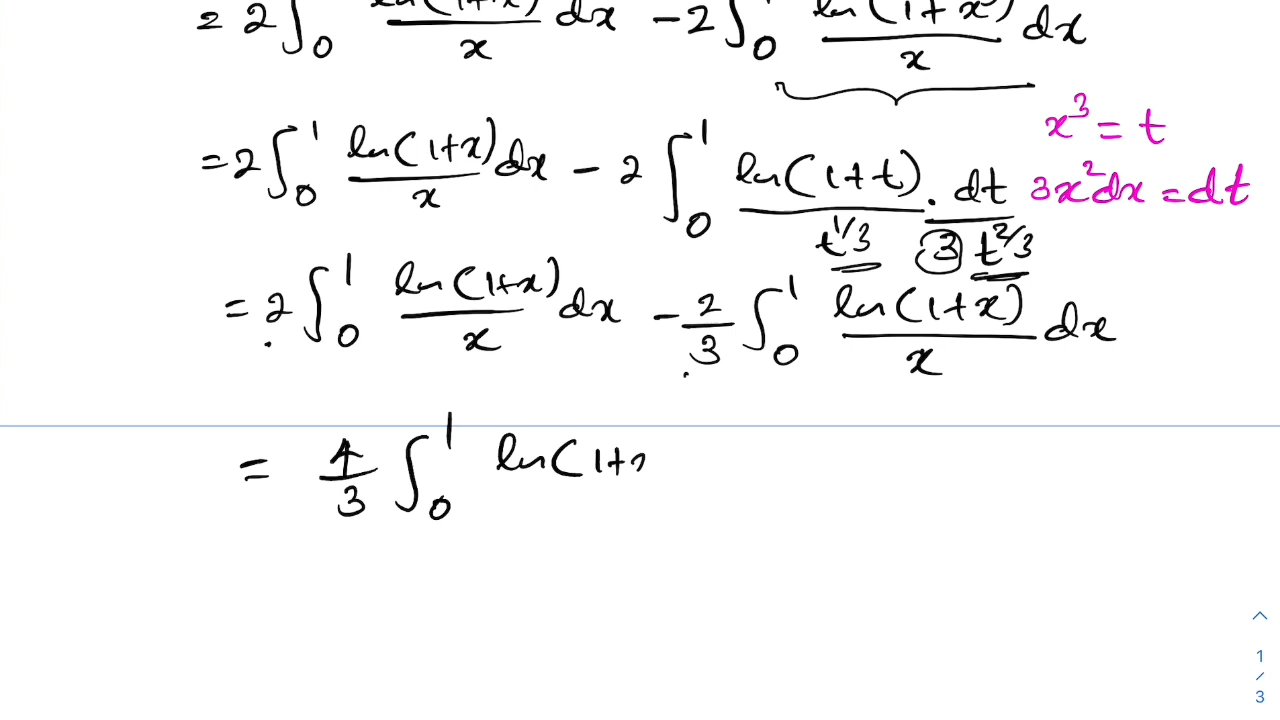 = 2 ∫₀ ln(1+x)/x dx − 2 ∫₀¹ ln(1+x³)/x dx
x³ = t
= 2 ∫₀¹ ln(1+x)/x dx − 2 ∫₀¹ ln(1+t)/t^{1/3} . dt/(3 t^{2/3})
3x²dx = dt
= 2 ∫₀¹ ln(1+x)/x dx − 2/3 ∫₀¹ ln(1+x)/x dx
= 4/3 ∫₀¹ ln(1+
1
/
3